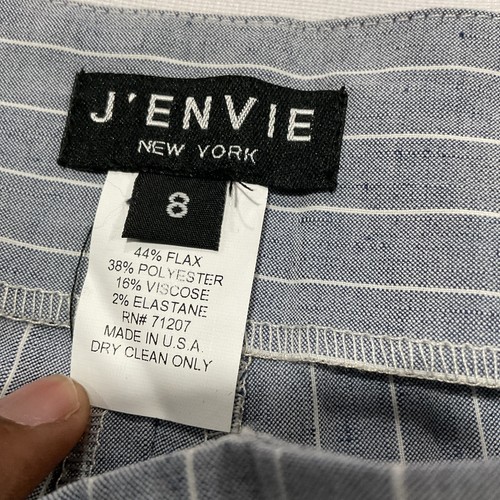 J'ENVIE
NEW YORK
8
44% FLAX
38% POLYESTER
16% VISCOSE
2% ELASTANE
RN# 71207
MADE IN U.S.A.
DRY CLEAN ONLY